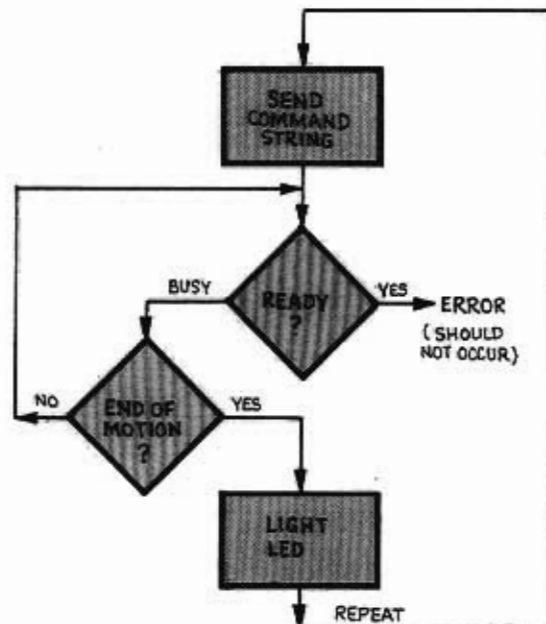 SEND
COMMAND
STRING
READY
?
BUSY
YES
ERROR
(SHOULD
NOT OCCUR)
END OF
MOTION
?
NO
YES
LIGHT
LED
REPEAT